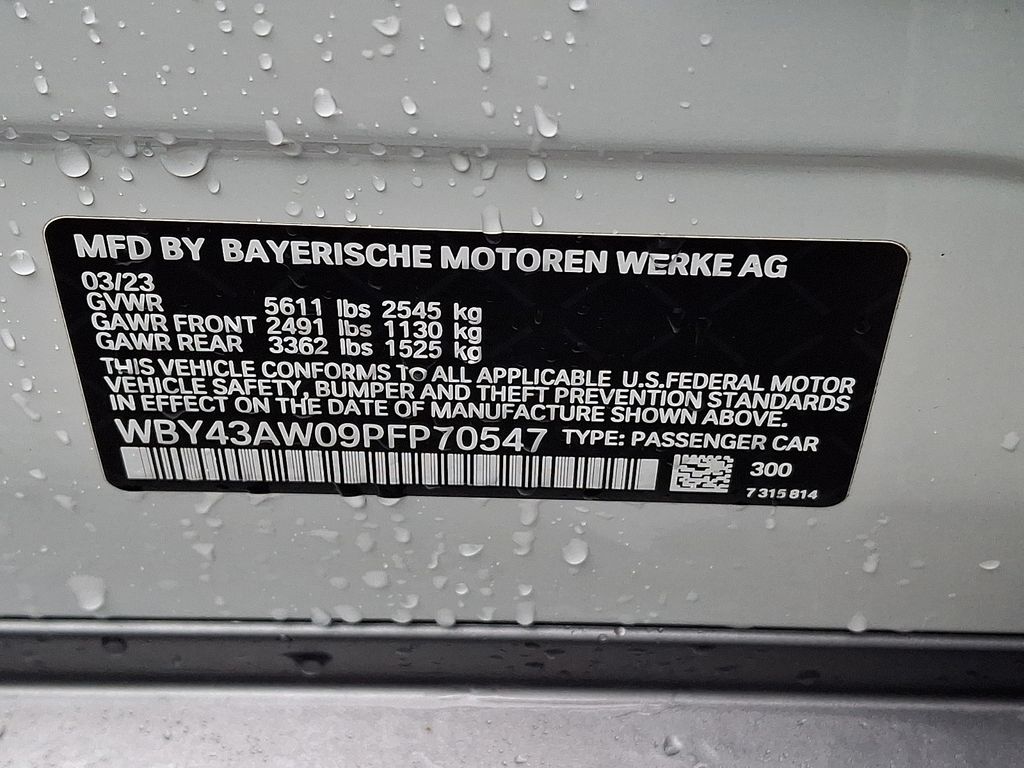 MFD BY BAYERISCHE MOTOREN WERKE AG
03/23
GVWR 5611 lbs 2545 kg
GAWR FRONT 2491 lbs 1130 kg
GAWR REAR 3362 lbs 1525 kg
THIS VEHICLE CONFORMS TO ALL APPLICABLE U.S.FEDERAL MOTOR
VEHICLE SAFETY, BUMPER AND THEFT PREVENTION STANDARDS
IN EFFECT ON THE DATE OF MANUFACTURE SHOWN ABOVE.
WBY43AW09PFP70547 TYPE: PASSENGER CAR
300
7 315 814